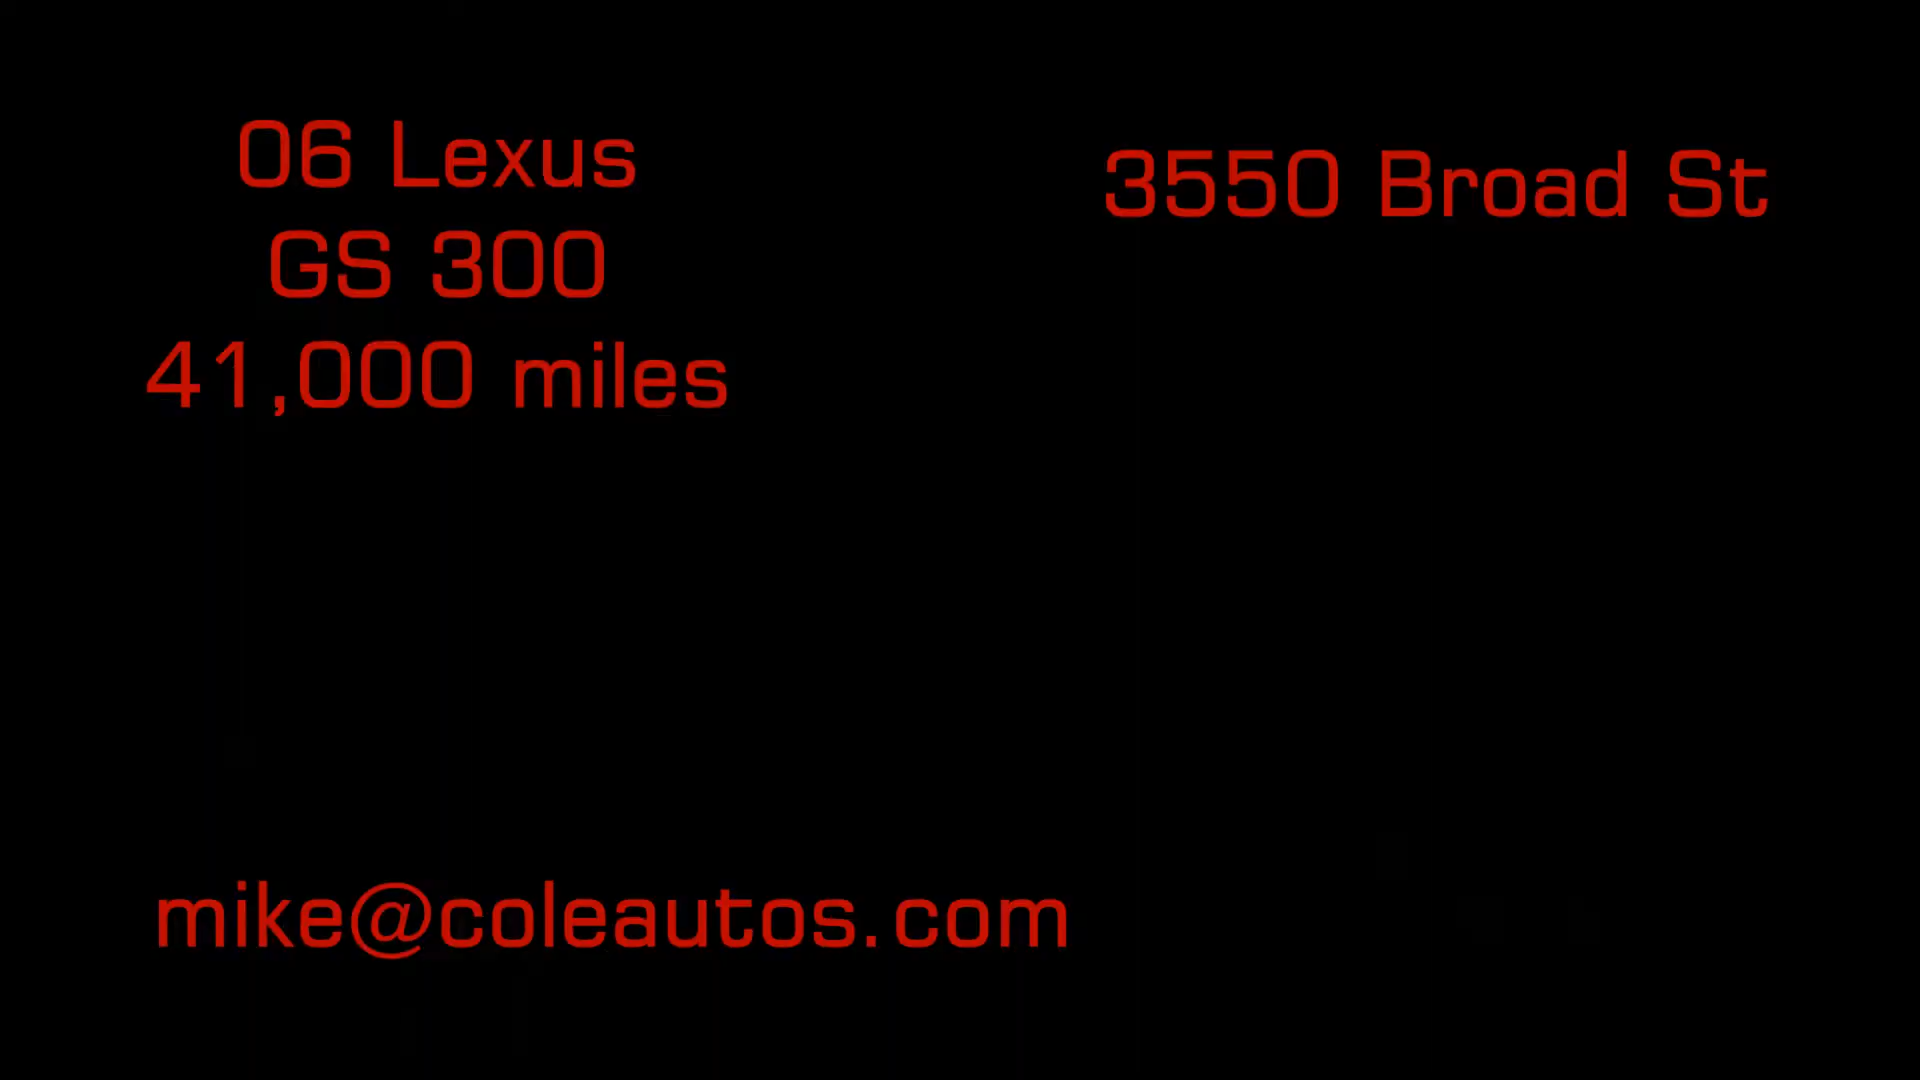 06 Lexus
GS 300
41,000 miles
3550 Broad St
mike@coleautos.com